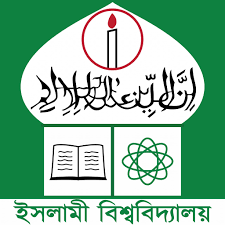 إن الدين عند الله الإسلام
ইসলামী বিশ্ববিদ্যালয়